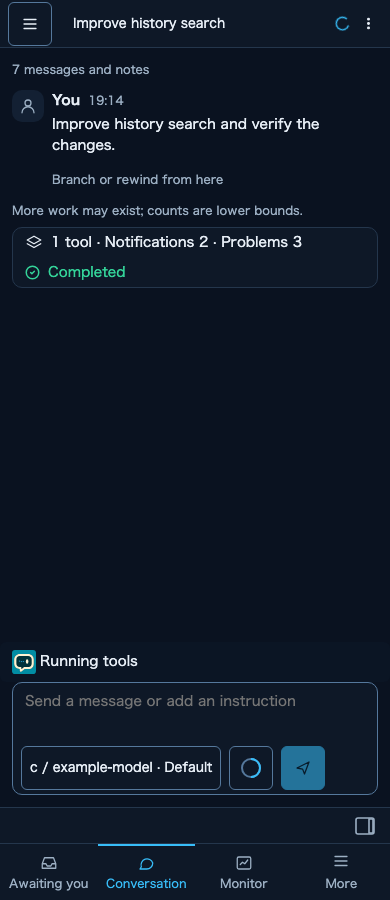 Improve history search
7 messages and notes
You 19:14
Improve history search and verify the
changes.
Branch or rewind from here
More work may exist; counts are lower bounds.
1 tool · Notifications 2 · Problems 3
Completed
Running tools
Send a message or add an instruction
c / example-model · Default
Awaiting you
Conversation
Monitor
More